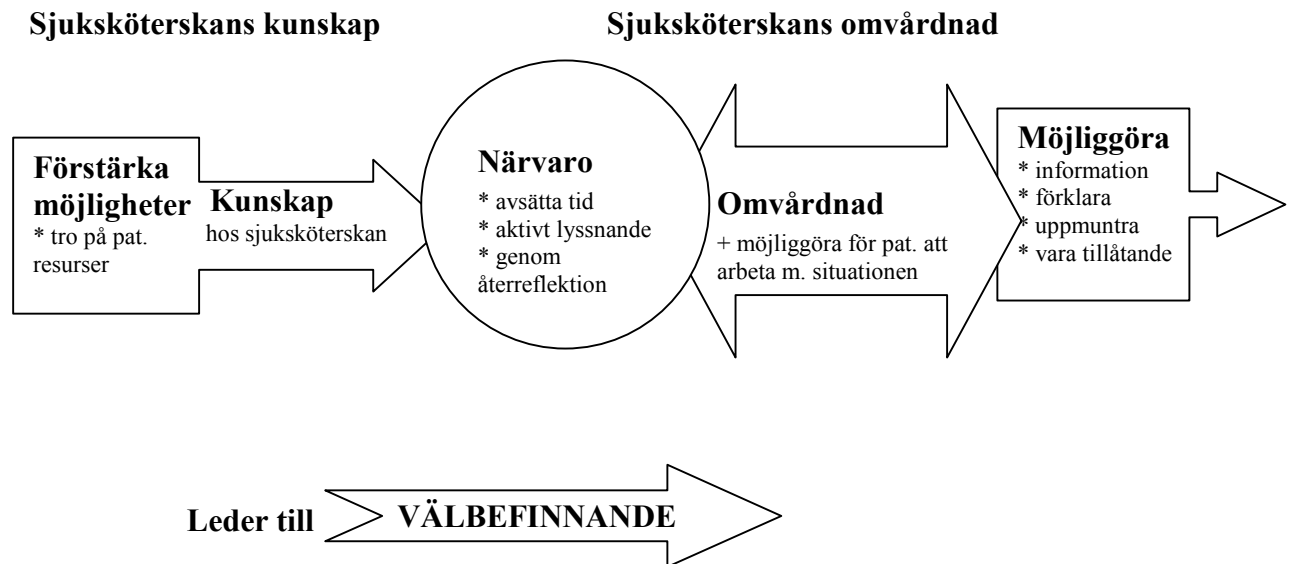 Sjuksköterskans kunskap
Sjuksköterskans omvårdnad
Förstärka
möjligheter
* tro på pat.
resurser
Kunskap
hos sjuksköterskan
Närvaro
* avsätta tid
* aktivt lyssnande
* genom
återreflektion
Omvårdnad
+ möjliggöra för pat. att
arbeta m. situationen
Möjliggöra
* information
* förklara
* uppmuntra
* vara tillåtande
Leder till
VÄLBEFINNANDE